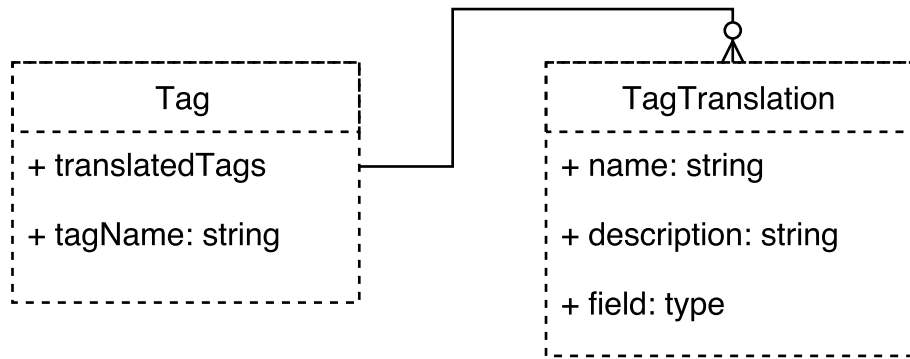 Tag
+ translatedTags
+ tagName: string
TagTranslation
+ name: string
+ description: string
+ field: type